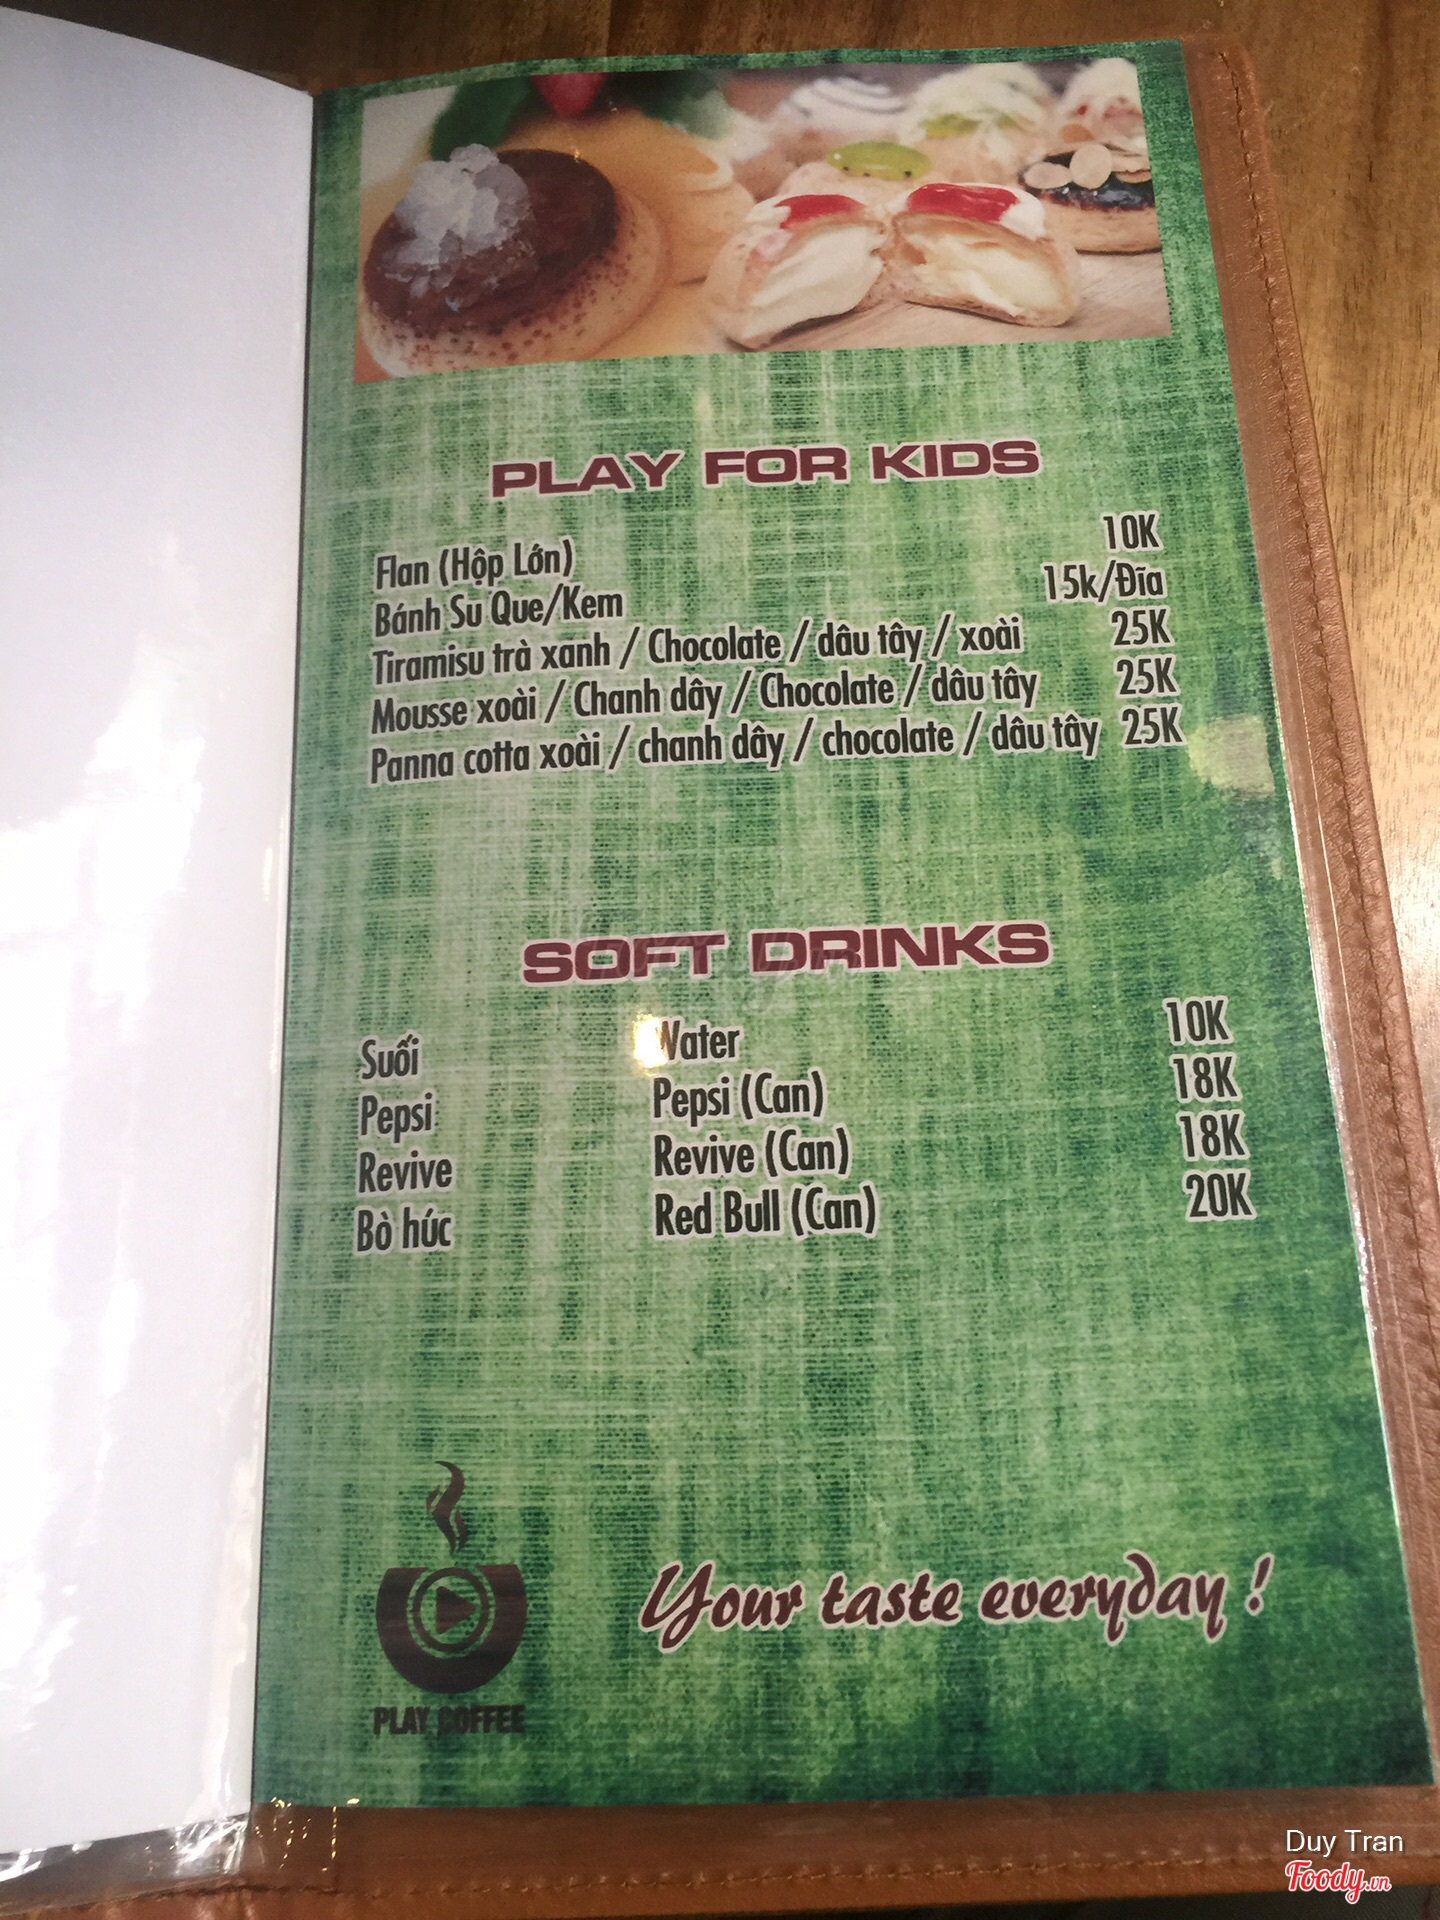 PLAY FOR KIDS
Flan (Hộp Lớn) 10K
Bánh Su Que/Kem 15k/Đĩa
Tiramisu trà xanh / Chocolate / dâu tây / xoài 25K
Mousse xoài / Chanh dây / Chocolate / dâu tây 25K
Panna cotta xoài / chanh dây / chocolate / dâu tây 25K
SOFT DRINKS
Suối Water 10K
Pepsi Pepsi (Can) 18K
Revive Revive (Can) 18K
Bò húc Red Bull (Can) 20K
Your taste everyday !
PLAY COFFEE
Duy Tran
Foody.vn